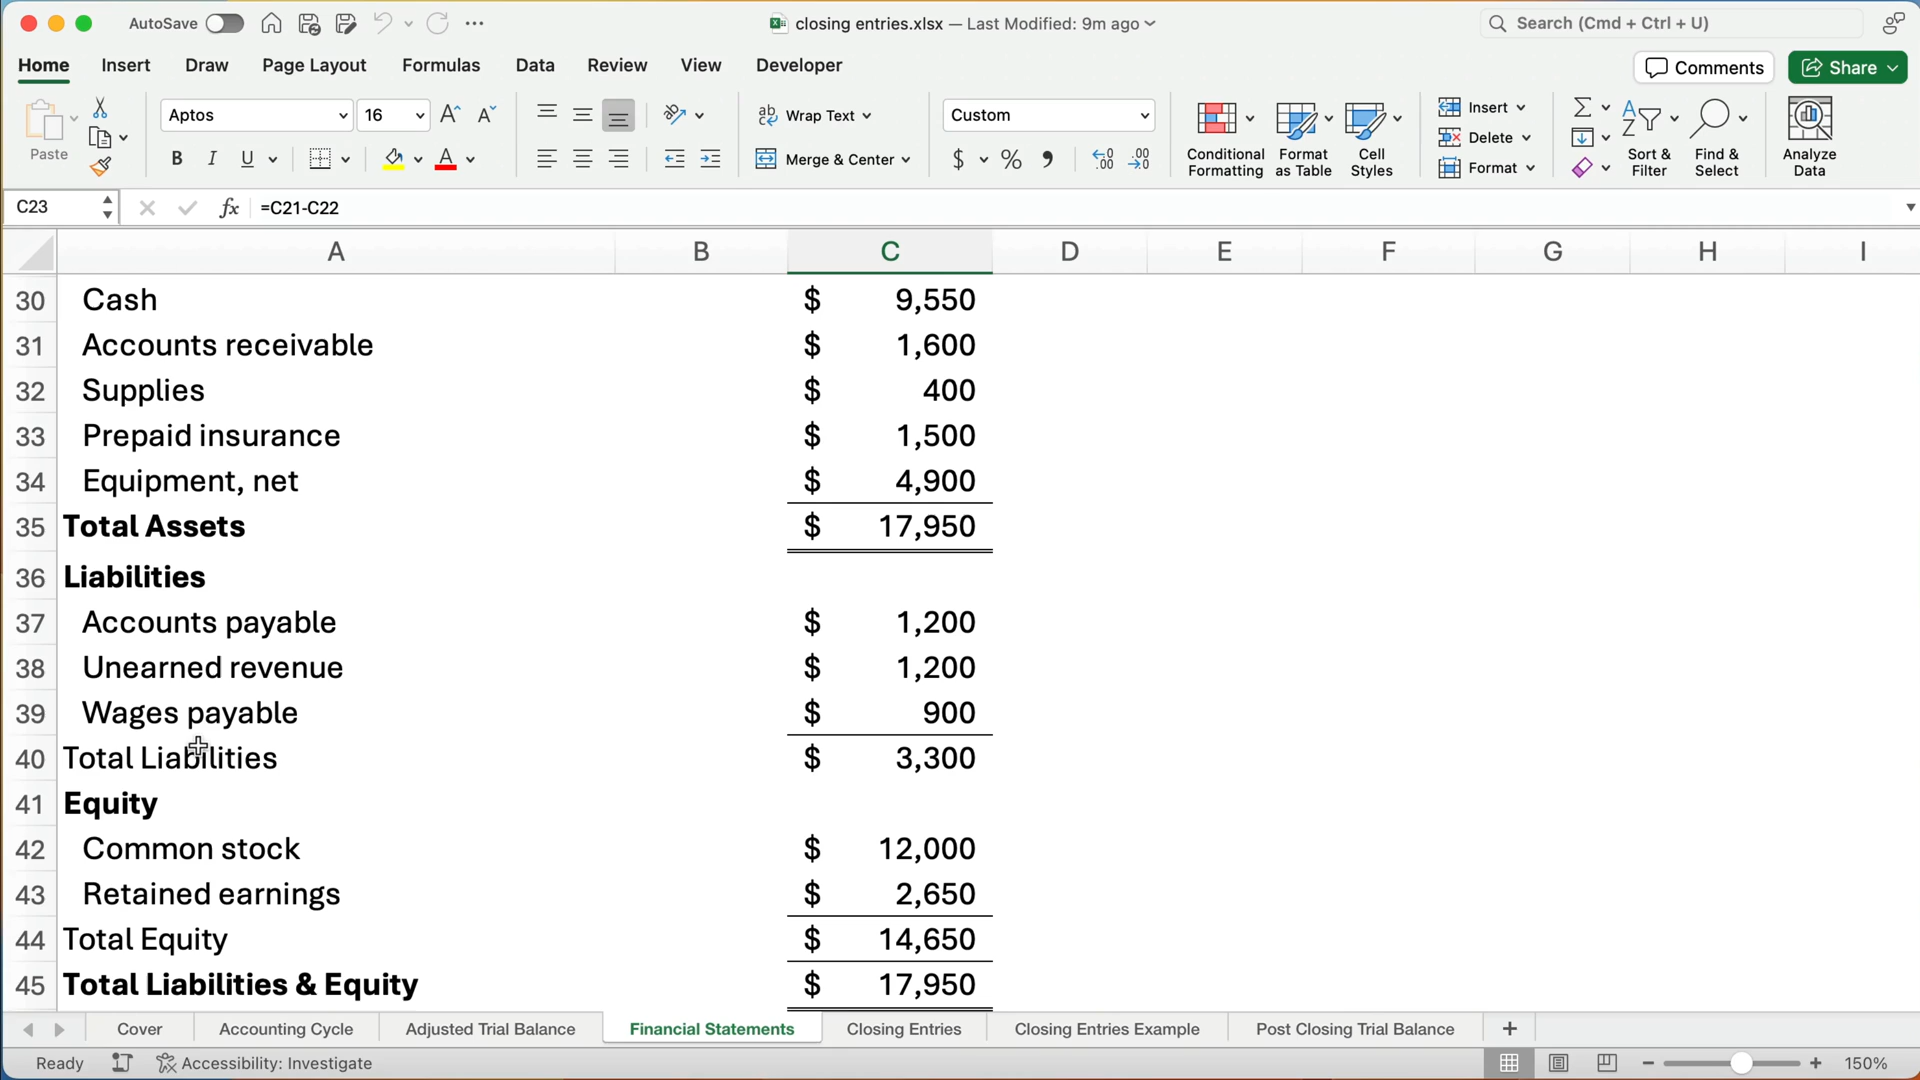 AutoSave
closing entries.xlsx — Last Modified: 9m ago
Search (Cmd + Ctrl + U)
Home Insert Draw Page Layout Formulas Data Review View Developer
Comments
Share
Paste
Aptos
16
Wrap Text
Merge & Center
Custom
Conditional Formatting
Format as Table
Cell Styles
Insert
Delete
Format
Sort & Filter
Find & Select
Analyze Data
C23 fx =C21-C22
A B C D E F G H I
30 Cash $ 9,550
31 Accounts receivable $ 1,600
32 Supplies $ 400
33 Prepaid insurance $ 1,500
34 Equipment, net $ 4,900
35 Total Assets $ 17,950
36 Liabilities
37 Accounts payable $ 1,200
38 Unearned revenue $ 1,200
39 Wages payable $ 900
40 Total Liabilities $ 3,300
41 Equity
42 Common stock $ 12,000
43 Retained earnings $ 2,650
44 Total Equity $ 14,650
45 Total Liabilities & Equity $ 17,950
Cover Accounting Cycle Adjusted Trial Balance Financial Statements Closing Entries Closing Entries Example Post Closing Trial Balance
Ready Accessibility: Investigate 150%